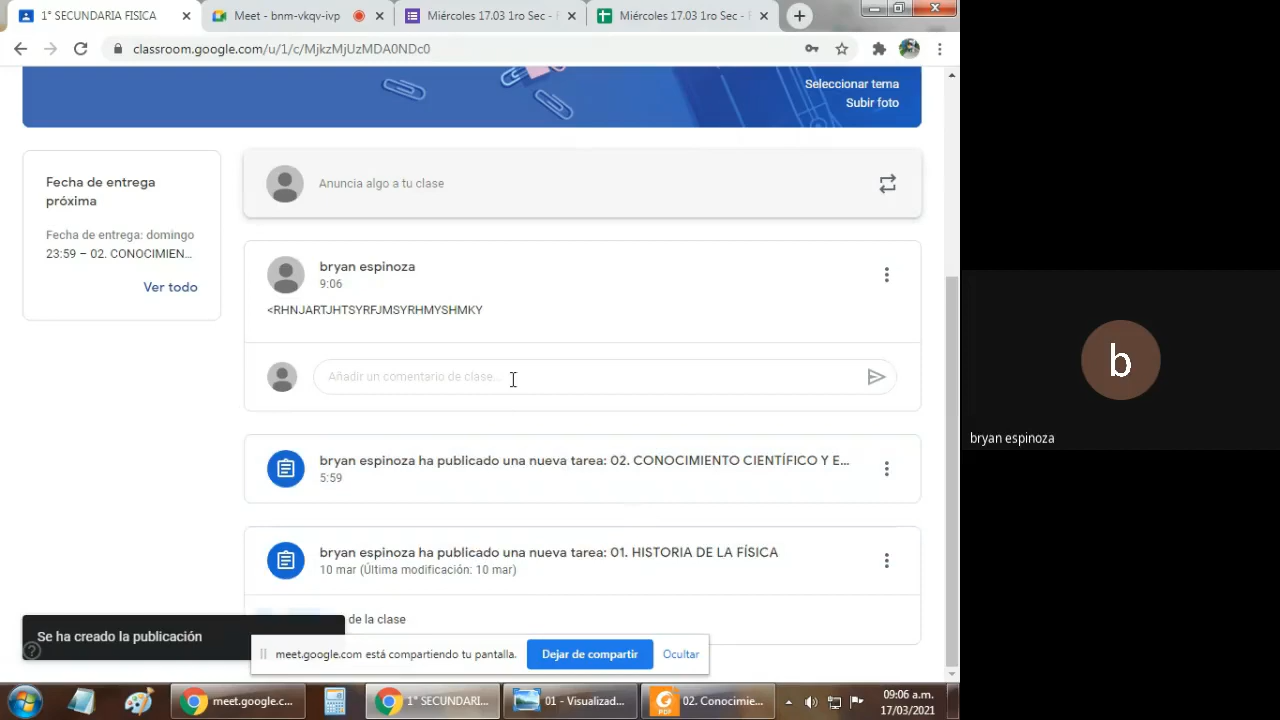 1° SECUNDARIA FISICA
Meet - bnm-vkqv-ivp
Miércoles 17.03 1ro Sec -
Miércoles 17.03 1ro Sec -
classroom.google.com/u/1/c/MjkzMjUzMDA0NDc0
Seleccionar tema
Subir foto
Fecha de entrega
próxima
Fecha de entrega: domingo
23:59 – 02. CONOCIMIEN...
Ver todo
Anuncia algo a tu clase
bryan espinoza
9:06
<RHNJARTJHTSYRFJMSYRHMYSHMKY
Añadir un comentario de clase...
bryan espinoza ha publicado una nueva tarea: 02. CONOCIMIENTO CIENTÍFICO Y E...
5:59
bryan espinoza ha publicado una nueva tarea: 01. HISTORIA DE LA FÍSICA
10 mar (Última modificación: 10 mar)
de la clase
Se ha creado la publicación
meet.google.com está compartiendo tu pantalla.
Dejar de compartir
Ocultar
meet.google.c...
1° SECUNDARI...
01 - Visualizad...
PDF
02. Conocimie...
09:06 a.m.
17/03/2021
b
bryan espinoza